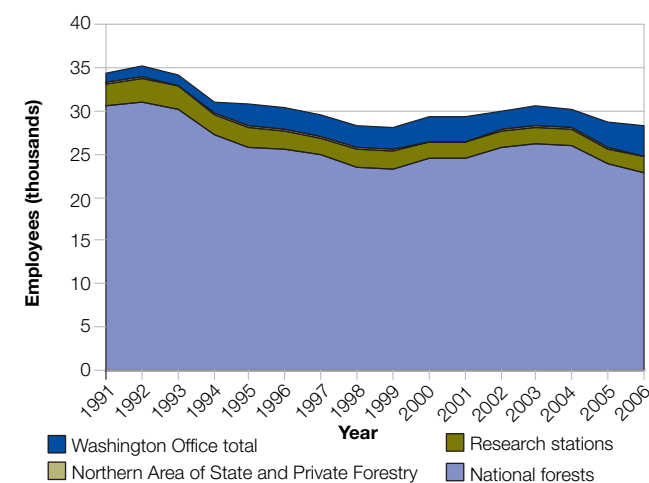 40
35
30
25
20
15
10
5
0
Employees (thousands)
1991 1992 1993 1994 1995 1996 1997 1998 1999 2000 2001 2002 2003 2004 2005 2006
Year
Washington Office total
Research stations
Northern Area of State and Private Forestry
National forests